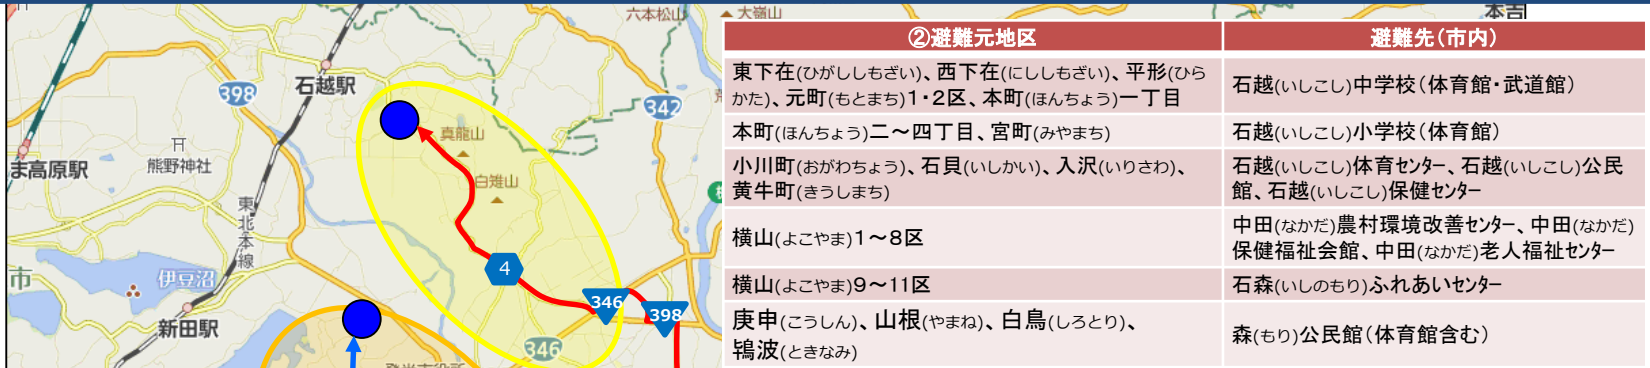 六本松山
大嶺山
本吉
石越駅
398
342
真龍山
熊野神社
ま高原駅
白雉山
東北本線
4
市
伊豆沼
346
398
新田駅
346
②避難元地区
避難先(市内)
東下在(ひがししもざい)、西下在(にししもざい)、平形(ひら
かた)、元町(もとまち)1・2区、本町(ほんちょう)一丁目
石越(いしこし)中学校(体育館・武道館)
本町(ほんちょう)二～四丁目、宮町(みやまち)
石越(いしこし)小学校(体育館)
小川町(おがわちょう)、石貝(いしかい)、入沢(いりさわ)、
黄牛町(きうしまち)
石越(いしこし)体育センター、石越(いしこし)公民
館、石越(いしこし)保健センター
横山(よこやま)1～8区
中田(なかだ)農村環境改善センター、中田(なかだ)
保健福祉会館、中田(なかだ)老人福祉センター
横山(よこやま)9～11区
石森(いしのもり)ふれあいセンター
庚申(こうしん)、山根(やまね)、白鳥(しろとり)、
鴇波(ときなみ)
森(もり)公民館(体育館含む)